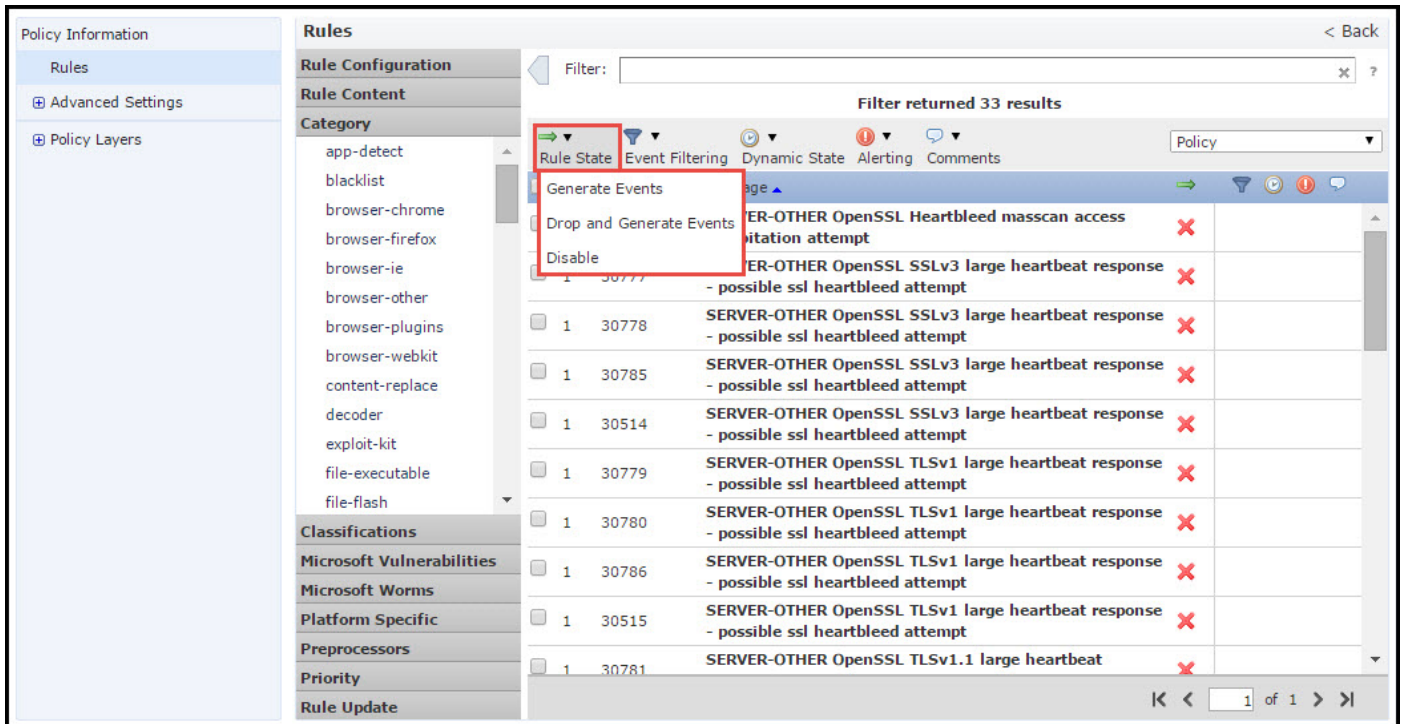 Policy Information
Rules
Advanced Settings
Policy Layers
Rules
< Back
Rule Configuration
Rule Content
Category
app-detect
blacklist
browser-chrome
browser-firefox
browser-ie
browser-other
browser-plugins
browser-webkit
content-replace
decoder
exploit-kit
file-executable
file-flash
Classifications
Microsoft Vulnerabilities
Microsoft Worms
Platform Specific
Preprocessors
Priority
Rule Update
Filter:
?
Filter returned 33 results
Rule State Event Filtering Dynamic State Alerting Comments
Policy
Generate Events
Drop and Generate Events
Disable
age
ER-OTHER OpenSSL Heartbleed masscan access
itation attempt
1 30777 ER-OTHER OpenSSL SSLv3 large heartbeat response
- possible ssl heartbleed attempt
1 30778 SERVER-OTHER OpenSSL SSLv3 large heartbeat response
- possible ssl heartbleed attempt
1 30785 SERVER-OTHER OpenSSL SSLv3 large heartbeat response
- possible ssl heartbleed attempt
1 30514 SERVER-OTHER OpenSSL SSLv3 large heartbeat response
- possible ssl heartbleed attempt
1 30779 SERVER-OTHER OpenSSL TLSv1 large heartbeat response
- possible ssl heartbleed attempt
1 30780 SERVER-OTHER OpenSSL TLSv1 large heartbeat response
- possible ssl heartbleed attempt
1 30786 SERVER-OTHER OpenSSL TLSv1 large heartbeat response
- possible ssl heartbleed attempt
1 30515 SERVER-OTHER OpenSSL TLSv1 large heartbeat response
- possible ssl heartbleed attempt
1 30781 SERVER-OTHER OpenSSL TLSv1.1 large heartbeat
1 of 1